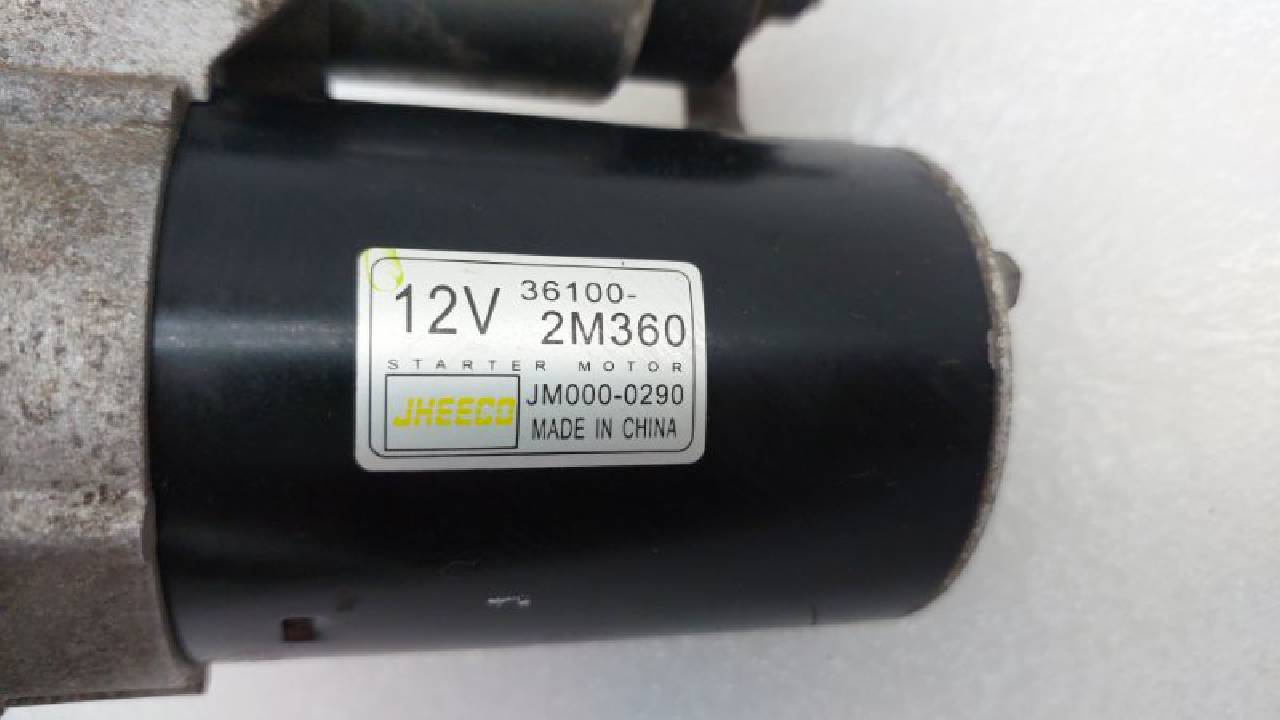 12V 36100-
2M360
STARTER MOTOR
JHEECO JM000-0290
MADE IN CHINA